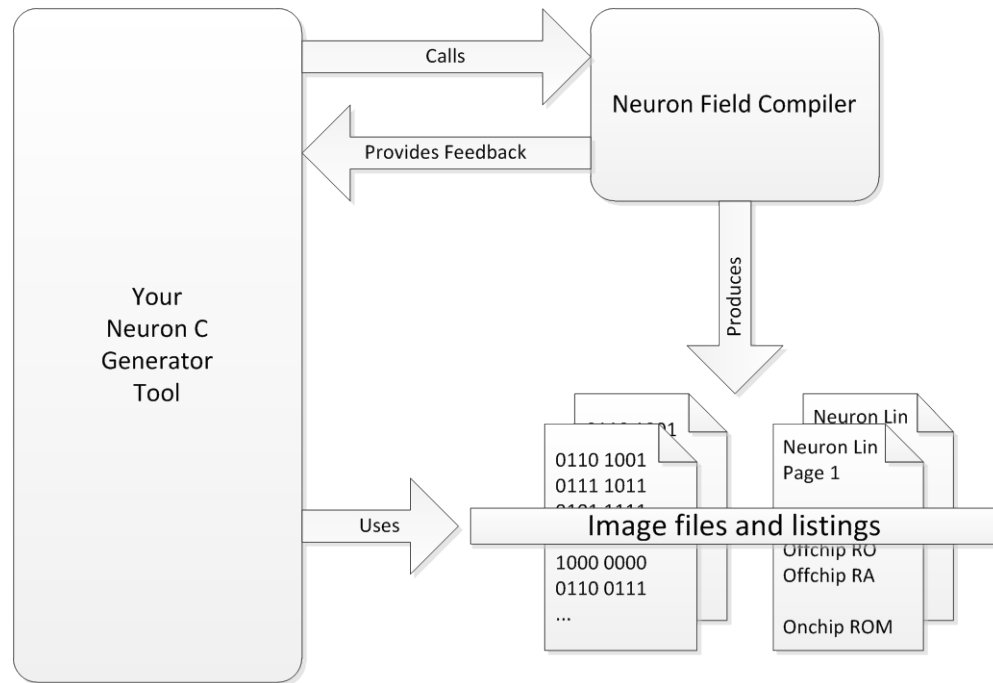 Calls
Neuron Field Compiler
Provides Feedback
Your
Neuron C
Generator
Tool
Produces
Neuron Lin
0110 1001
0111 1011
Neuron Lin
Page 1
Uses
Image files and listings
1000 0000
0110 0111
...
Offchip RO
Offchip RA
Onchip ROM